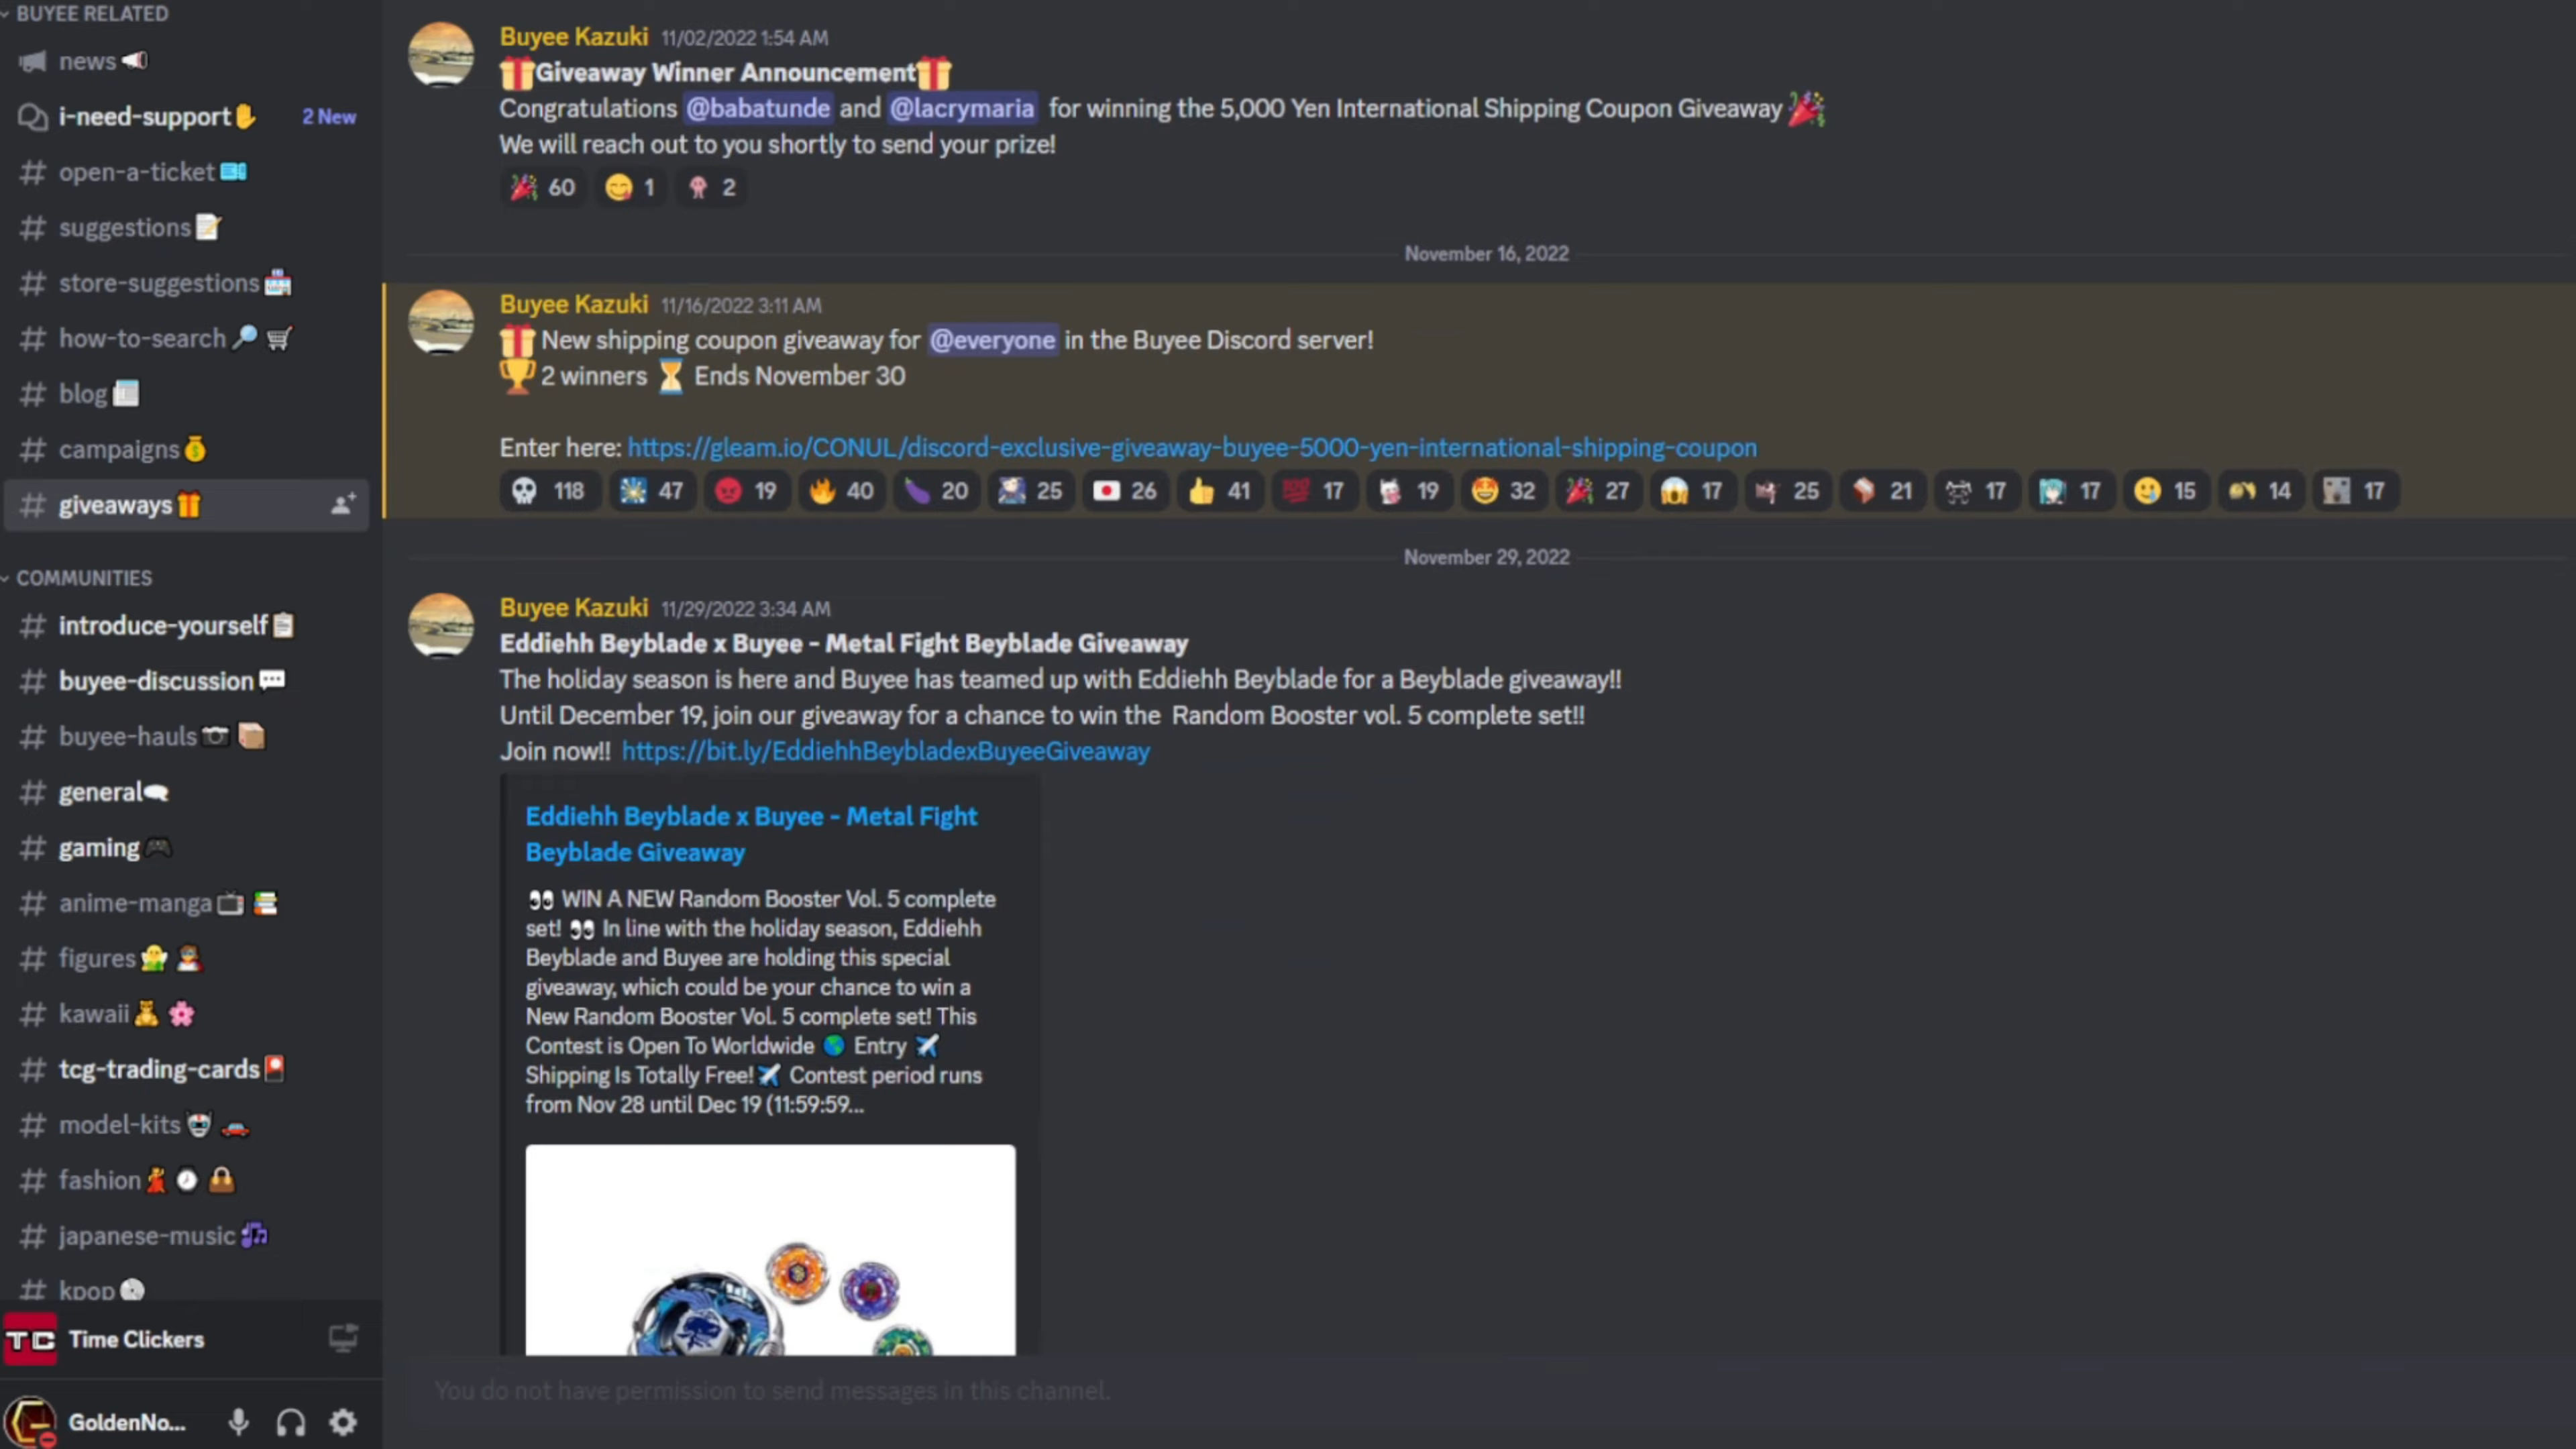 BUYEE RELATED
news
i-need-support
2 New
open-a-ticket
suggestions
store-suggestions
how-to-search
blog
campaigns
giveaways
COMMUNITIES
introduce-yourself
buyee-discussion
buyee-hauls
general
gaming
anime-manga
figures
kawaii
tcg-trading-cards
model-kits
fashion
japanese-music
kpop
TC Time Clickers
GoldenNo...
Buyee Kazuki 11/02/2022 1:54 AM
Giveaway Winner Announcement
Congratulations @babatunde and @lacrymaria for winning the 5,000 Yen International Shipping Coupon Giveaway
We will reach out to you shortly to send your prize!
60 1 2
November 16, 2022
Buyee Kazuki 11/16/2022 3:11 AM
New shipping coupon giveaway for @everyone in the Buyee Discord server!
2 winners Ends November 30
Enter here: https://gleam.io/CONUL/discord-exclusive-giveaway-buyee-5000-yen-international-shipping-coupon
118 47 19 40 20 25 26 41 17 19 32 27 17 25 21 17 17 15 14 17
November 29, 2022
Buyee Kazuki 11/29/2022 3:34 AM
Eddiehh Beyblade x Buyee - Metal Fight Beyblade Giveaway
The holiday season is here and Buyee has teamed up with Eddiehh Beyblade for a Beyblade giveaway!!
Until December 19, join our giveaway for a chance to win the Random Booster vol. 5 complete set!!
Join now!! https://bit.ly/EddiehhBeybladexBuyeeGiveaway
Eddiehh Beyblade x Buyee - Metal Fight
Beyblade Giveaway
WIN A NEW Random Booster Vol. 5 complete
set! In line with the holiday season, Eddiehh
Beyblade and Buyee are holding this special
giveaway, which could be your chance to win a
New Random Booster Vol. 5 complete set! This
Contest is Open To Worldwide Entry
Shipping Is Totally Free! Contest period runs
from Nov 28 until Dec 19 (11:59:59...
You do not have permission to send messages in this channel.